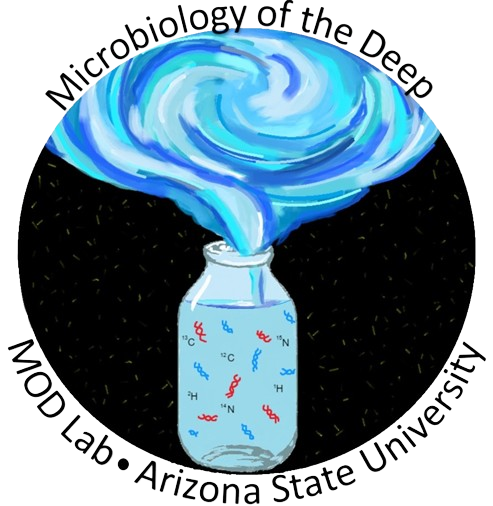 Microbiology of the Deep
¹³C
¹⁵N
¹²C
²H
¹H
¹⁴N
MOD Lab • Arizona State University